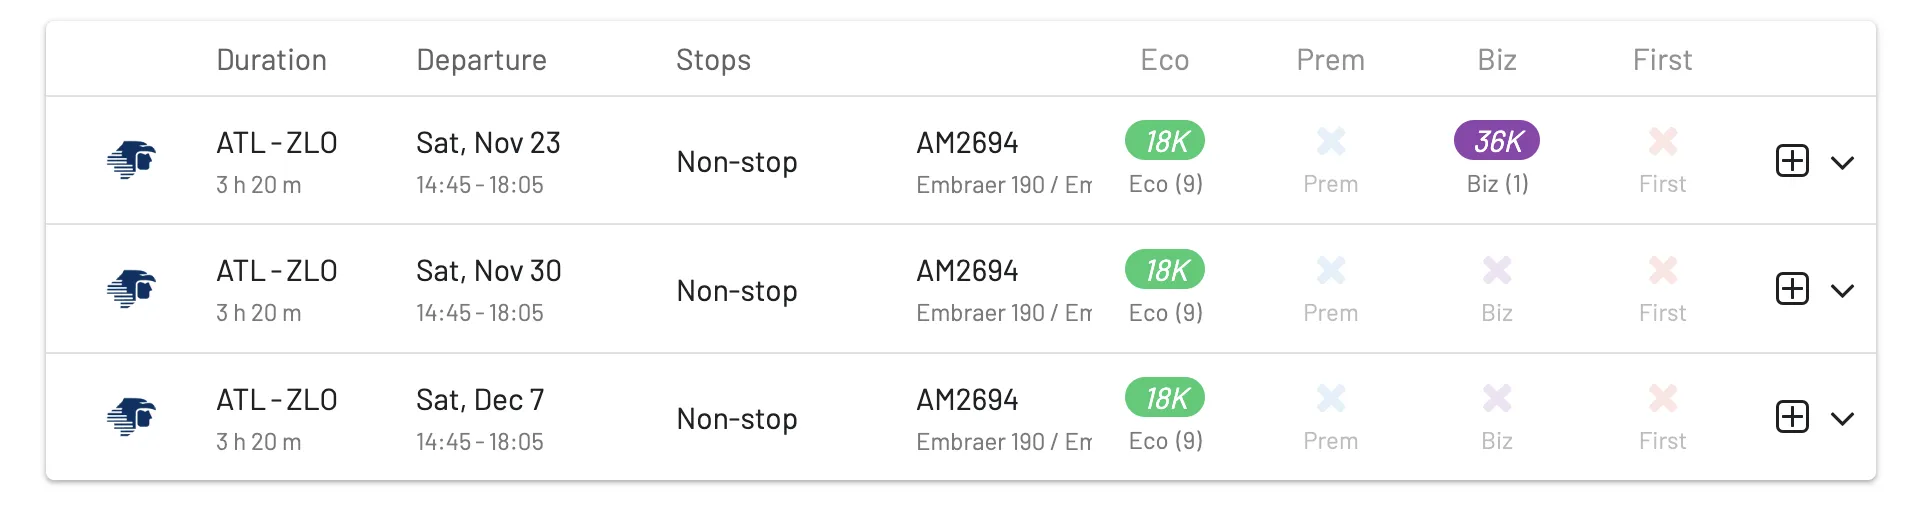 Duration Departure Stops Eco Prem Biz First
ATL - ZLO Sat, Nov 23 Non-stop AM2694 18K 36K
3 h 20 m 14:45 - 18:05 Embraer 190 / Em Eco (9) Prem Biz (1) First
ATL - ZLO Sat, Nov 30 Non-stop AM2694 18K
3 h 20 m 14:45 - 18:05 Embraer 190 / Em Eco (9) Prem Biz First
ATL - ZLO Sat, Dec 7 Non-stop AM2694 18K
3 h 20 m 14:45 - 18:05 Embraer 190 / Em Eco (9) Prem Biz First